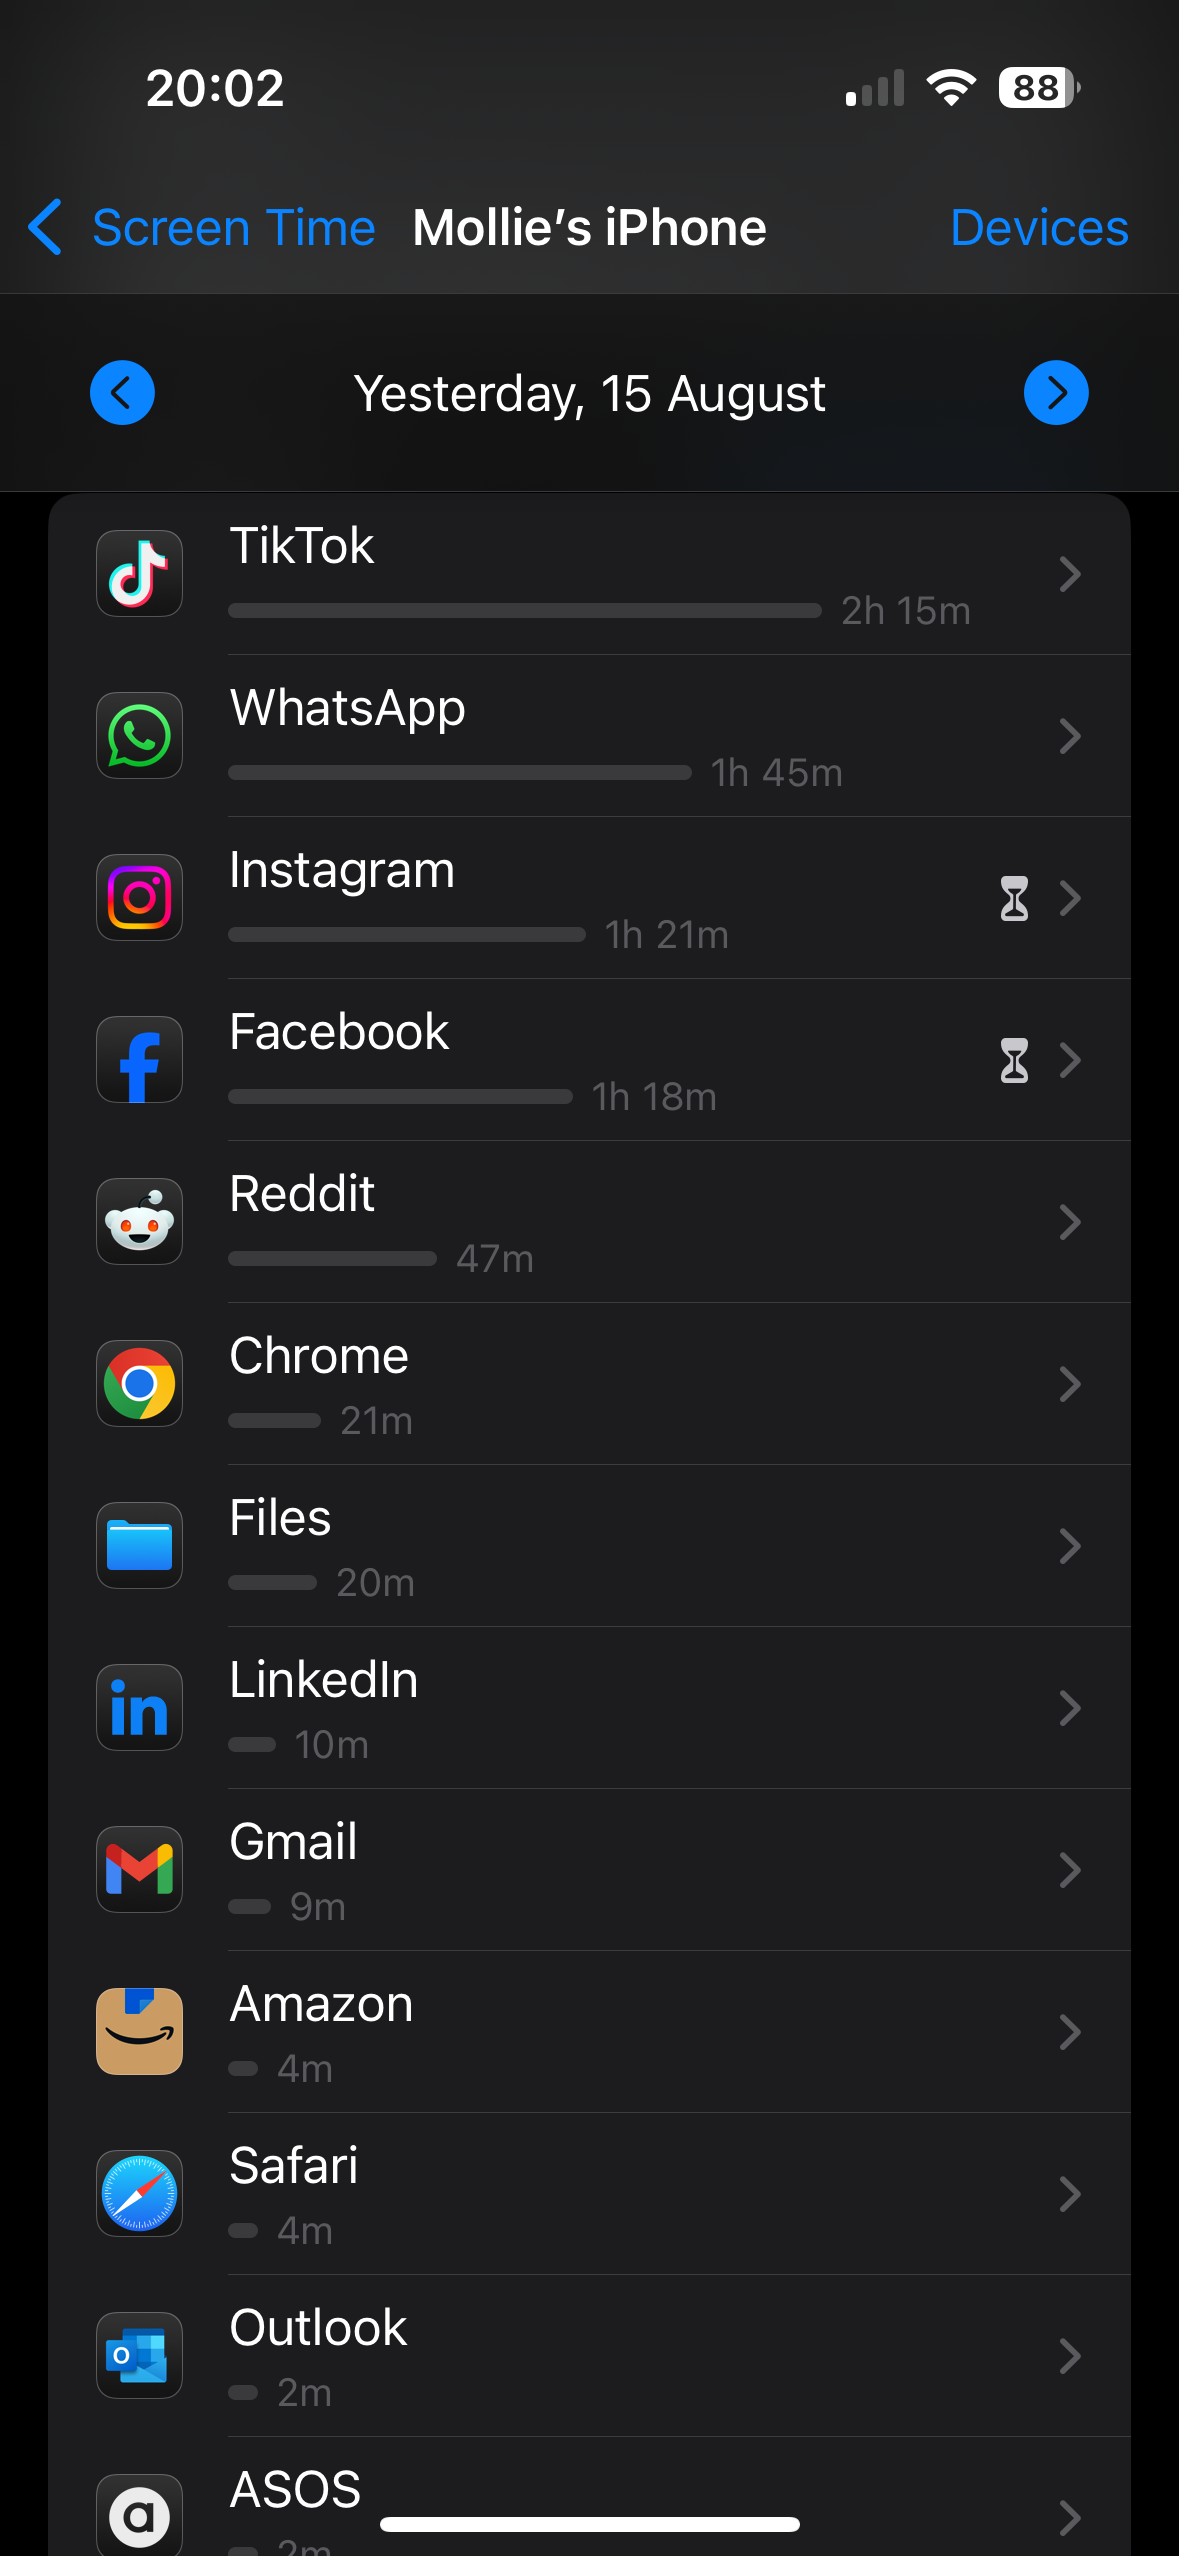 20:02
88
Screen Time
Mollie’s iPhone
Devices
Yesterday, 15 August
TikTok
2h 15m
WhatsApp
1h 45m
Instagram
1h 21m
Facebook
1h 18m
Reddit
47m
Chrome
21m
Files
20m
in
LinkedIn
10m
Gmail
9m
Amazon
4m
Safari
4m
Outlook
2m
ASOS
2m